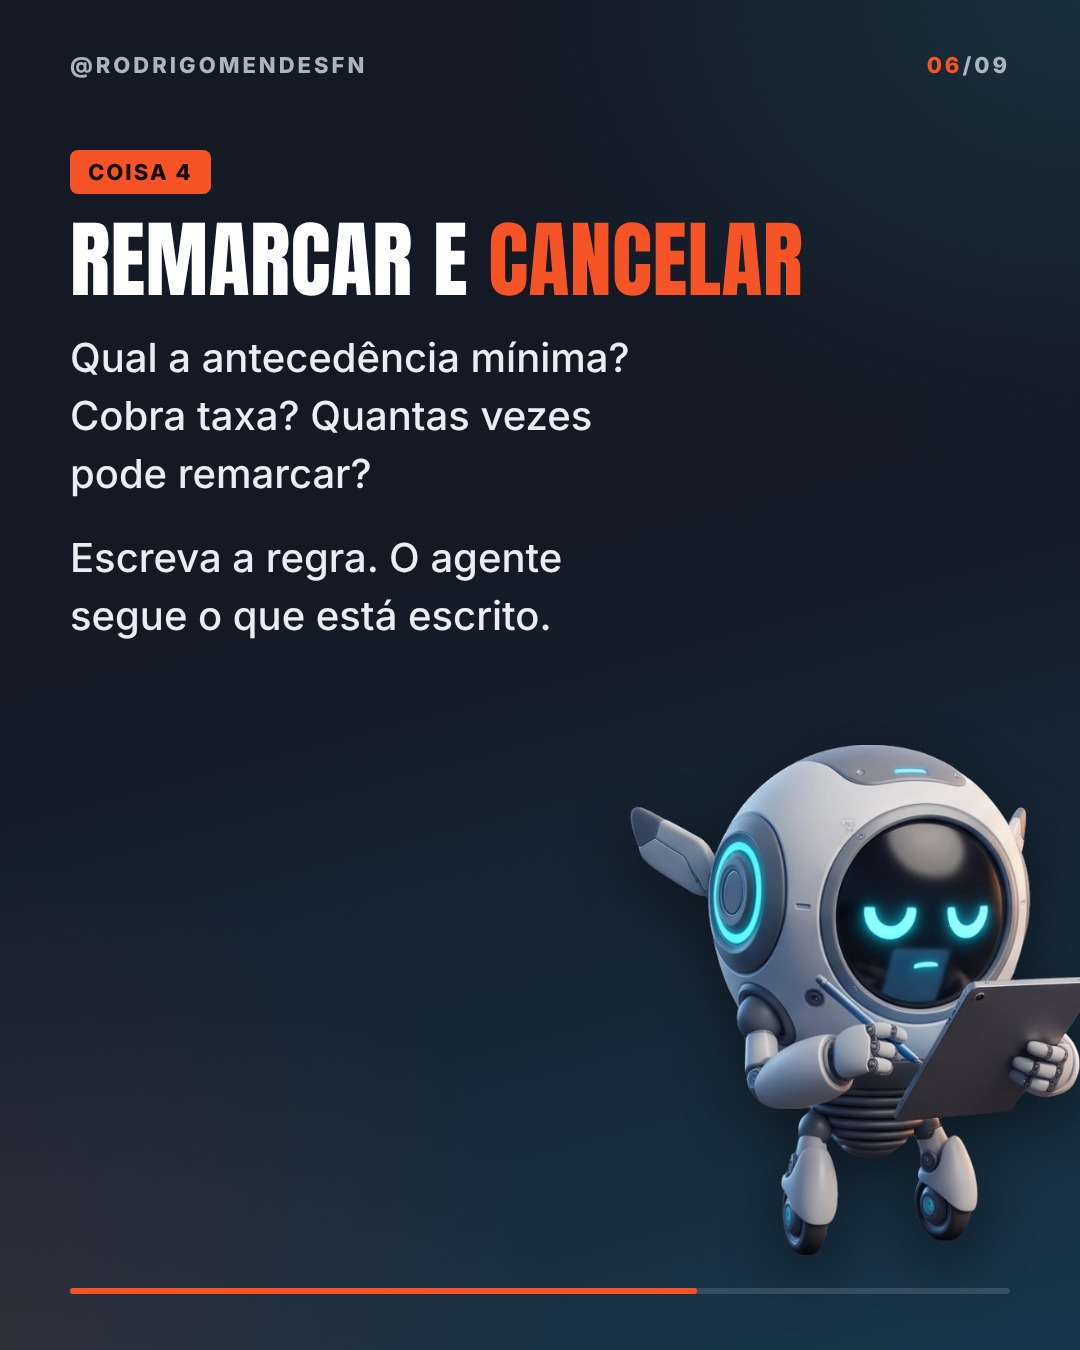 @RODRIGOMENDESFN
06/09
COISA 4
REMARCAR E CANCELAR
Qual a antecedência mínima?
Cobra taxa? Quantas vezes
pode remarcar?
Escreva a regra. O agente
segue o que está escrito.